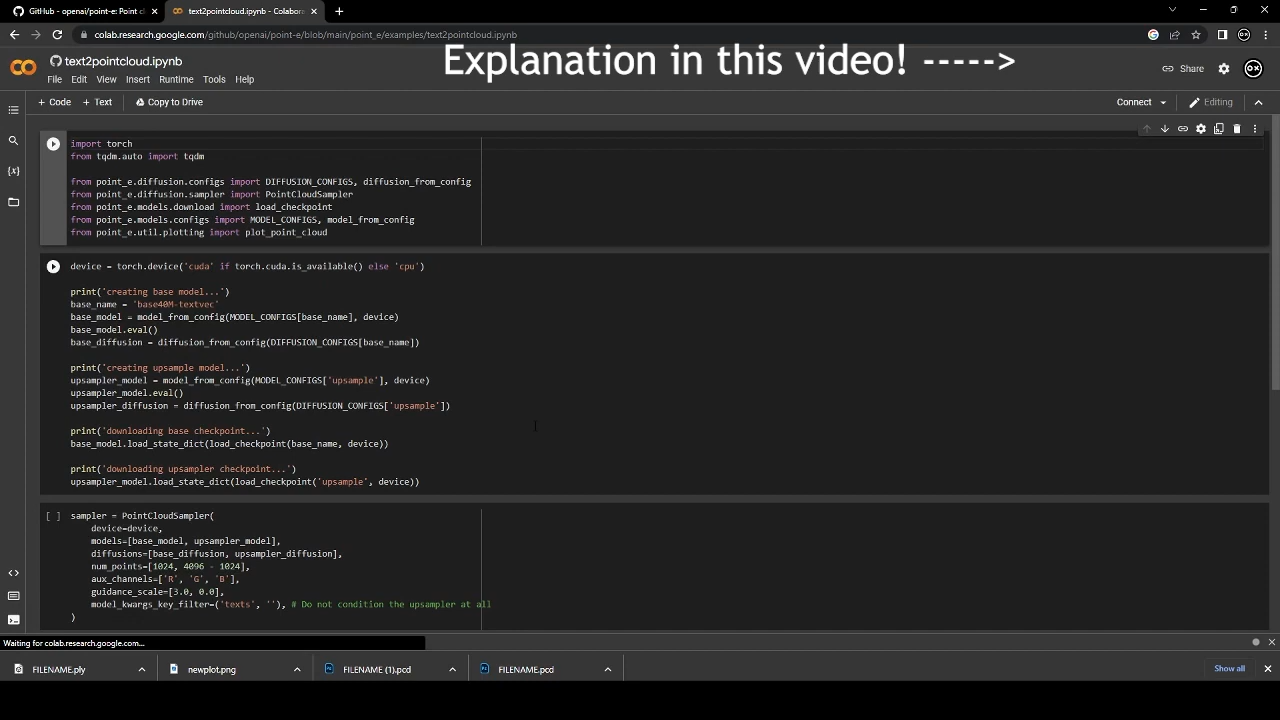 GitHub - openai/point-e: Point cl
text2pointcloud.ipynb - Colabora
colab.research.google.com/github/openai/point-e/blob/main/point_e/examples/text2pointcloud.ipynb
Explanation in this video! ----->
text2pointcloud.ipynb
File Edit View Insert Runtime Tools Help
Share
+ Code + Text Copy to Drive
Connect Editing
import torch
from tqdm.auto import tqdm
from point_e.diffusion.configs import DIFFUSION_CONFIGS, diffusion_from_config
from point_e.diffusion.sampler import PointCloudSampler
from point_e.models.download import load_checkpoint
from point_e.models.configs import MODEL_CONFIGS, model_from_config
from point_e.util.plotting import plot_point_cloud
device = torch.device('cuda' if torch.cuda.is_available() else 'cpu')
print('creating base model...')
base_name = 'base40M-textvec'
base_model = model_from_config(MODEL_CONFIGS[base_name], device)
base_model.eval()
base_diffusion = diffusion_from_config(DIFFUSION_CONFIGS[base_name])
print('creating upsample model...')
upsampler_model = model_from_config(MODEL_CONFIGS['upsample'], device)
upsampler_model.eval()
upsampler_diffusion = diffusion_from_config(DIFFUSION_CONFIGS['upsample'])
print('downloading base checkpoint...')
base_model.load_state_dict(load_checkpoint(base_name, device))
print('downloading upsampler checkpoint...')
upsampler_model.load_state_dict(load_checkpoint('upsample', device))
[ ] sampler = PointCloudSampler(
device=device,
models=[base_model, upsampler_model],
diffusions=[base_diffusion, upsampler_diffusion],
num_points=[1024, 4096 - 1024],
aux_channels=['R', 'G', 'B'],
guidance_scale=[3.0, 0.0],
model_kwargs_key_filter=('texts', ''), # Do not condition the upsampler at all
)
Waiting for colab.research.google.com...
FILENAME.ply
newplot.png
FILENAME (1).pcd
FILENAME.pcd
Show all